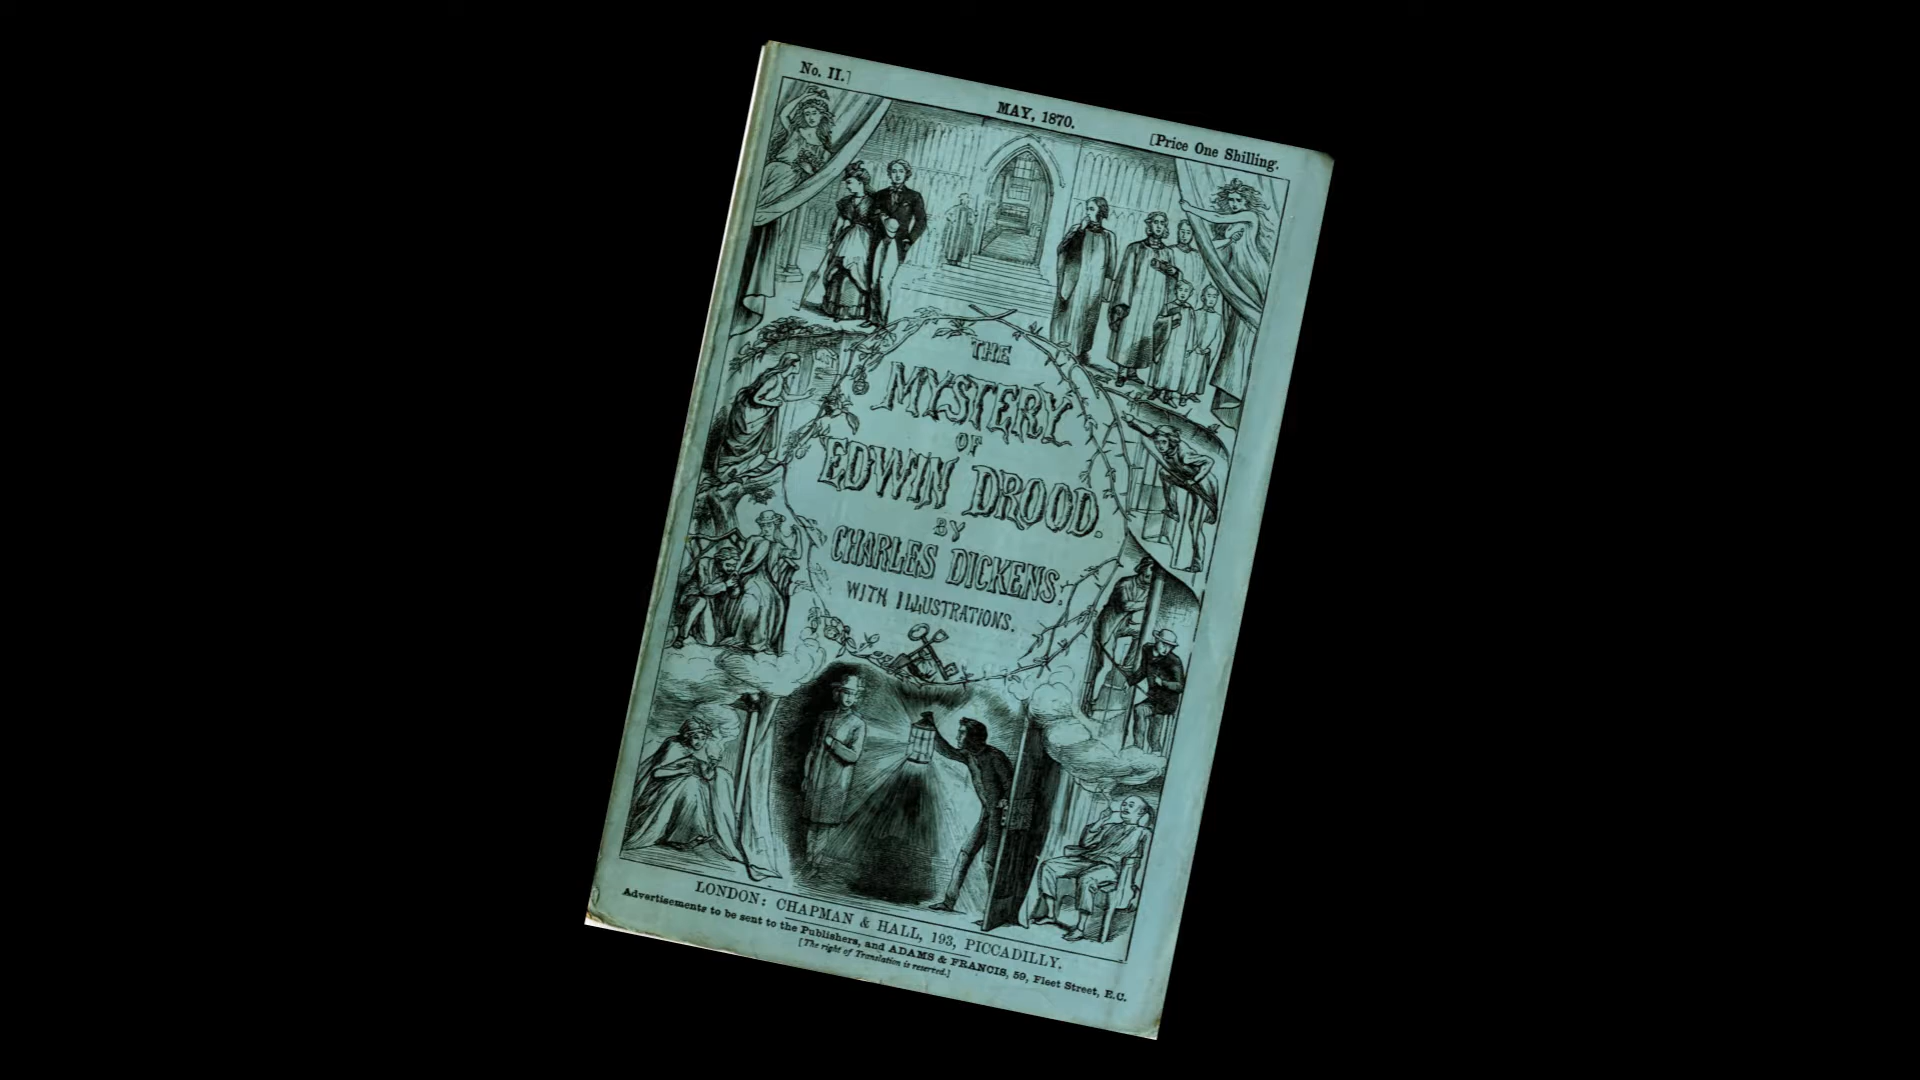 No. II.]
MAY, 1870.
[Price One Shilling.
THE
MYSTERY
OF
EDWIN DROOD.
BY
CHARLES DICKENS.
WITH ILLUSTRATIONS.
LONDON: CHAPMAN & HALL, 193, PICCADILLY.
Advertisements to be sent to the Publishers, and ADAMS & FRANCIS, 59, Fleet Street, E.C.
[The right of Translation is reserved.]